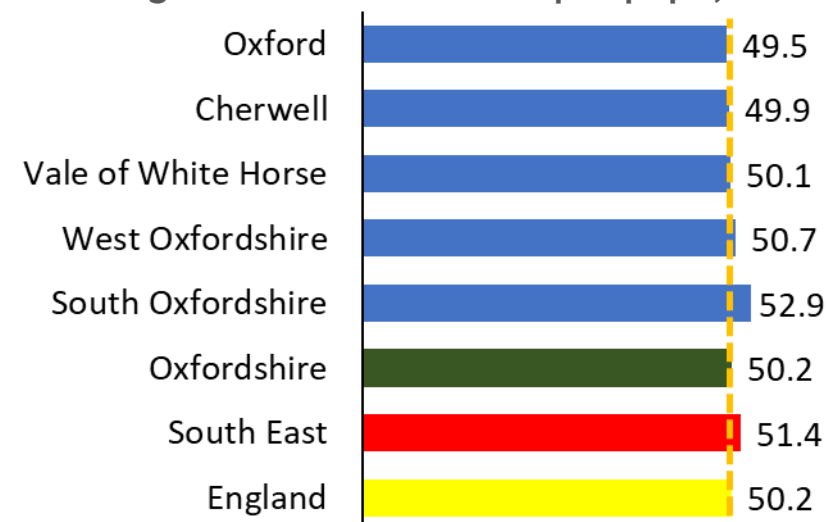 Oxford 49.5
Cherwell 49.9
Vale of White Horse 50.1
West Oxfordshire 50.7
South Oxfordshire 52.9
Oxfordshire 50.2
South East 51.4
England 50.2